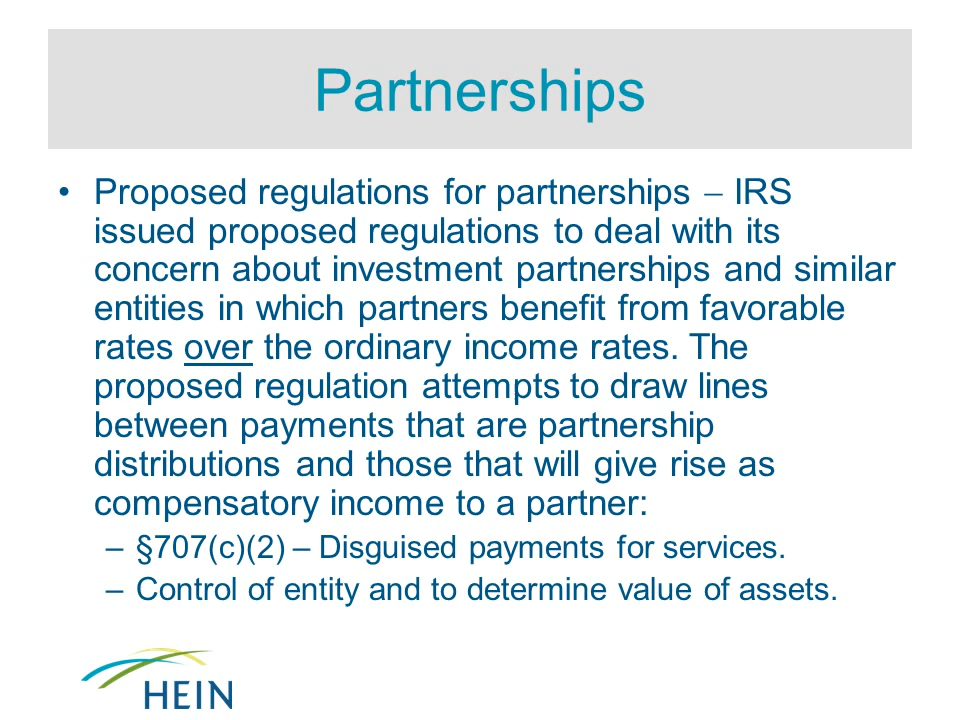 Partnerships
• Proposed regulations for partnerships – IRS
issued proposed regulations to deal with its
concern about investment partnerships and similar
entities in which partners benefit from favorable
rates over the ordinary income rates. The
proposed regulation attempts to draw lines
between payments that are partnership
distributions and those that will give rise as
compensatory income to a partner:
– §707(c)(2) – Disguised payments for services.
– Control of entity and to determine value of assets.
HEIN